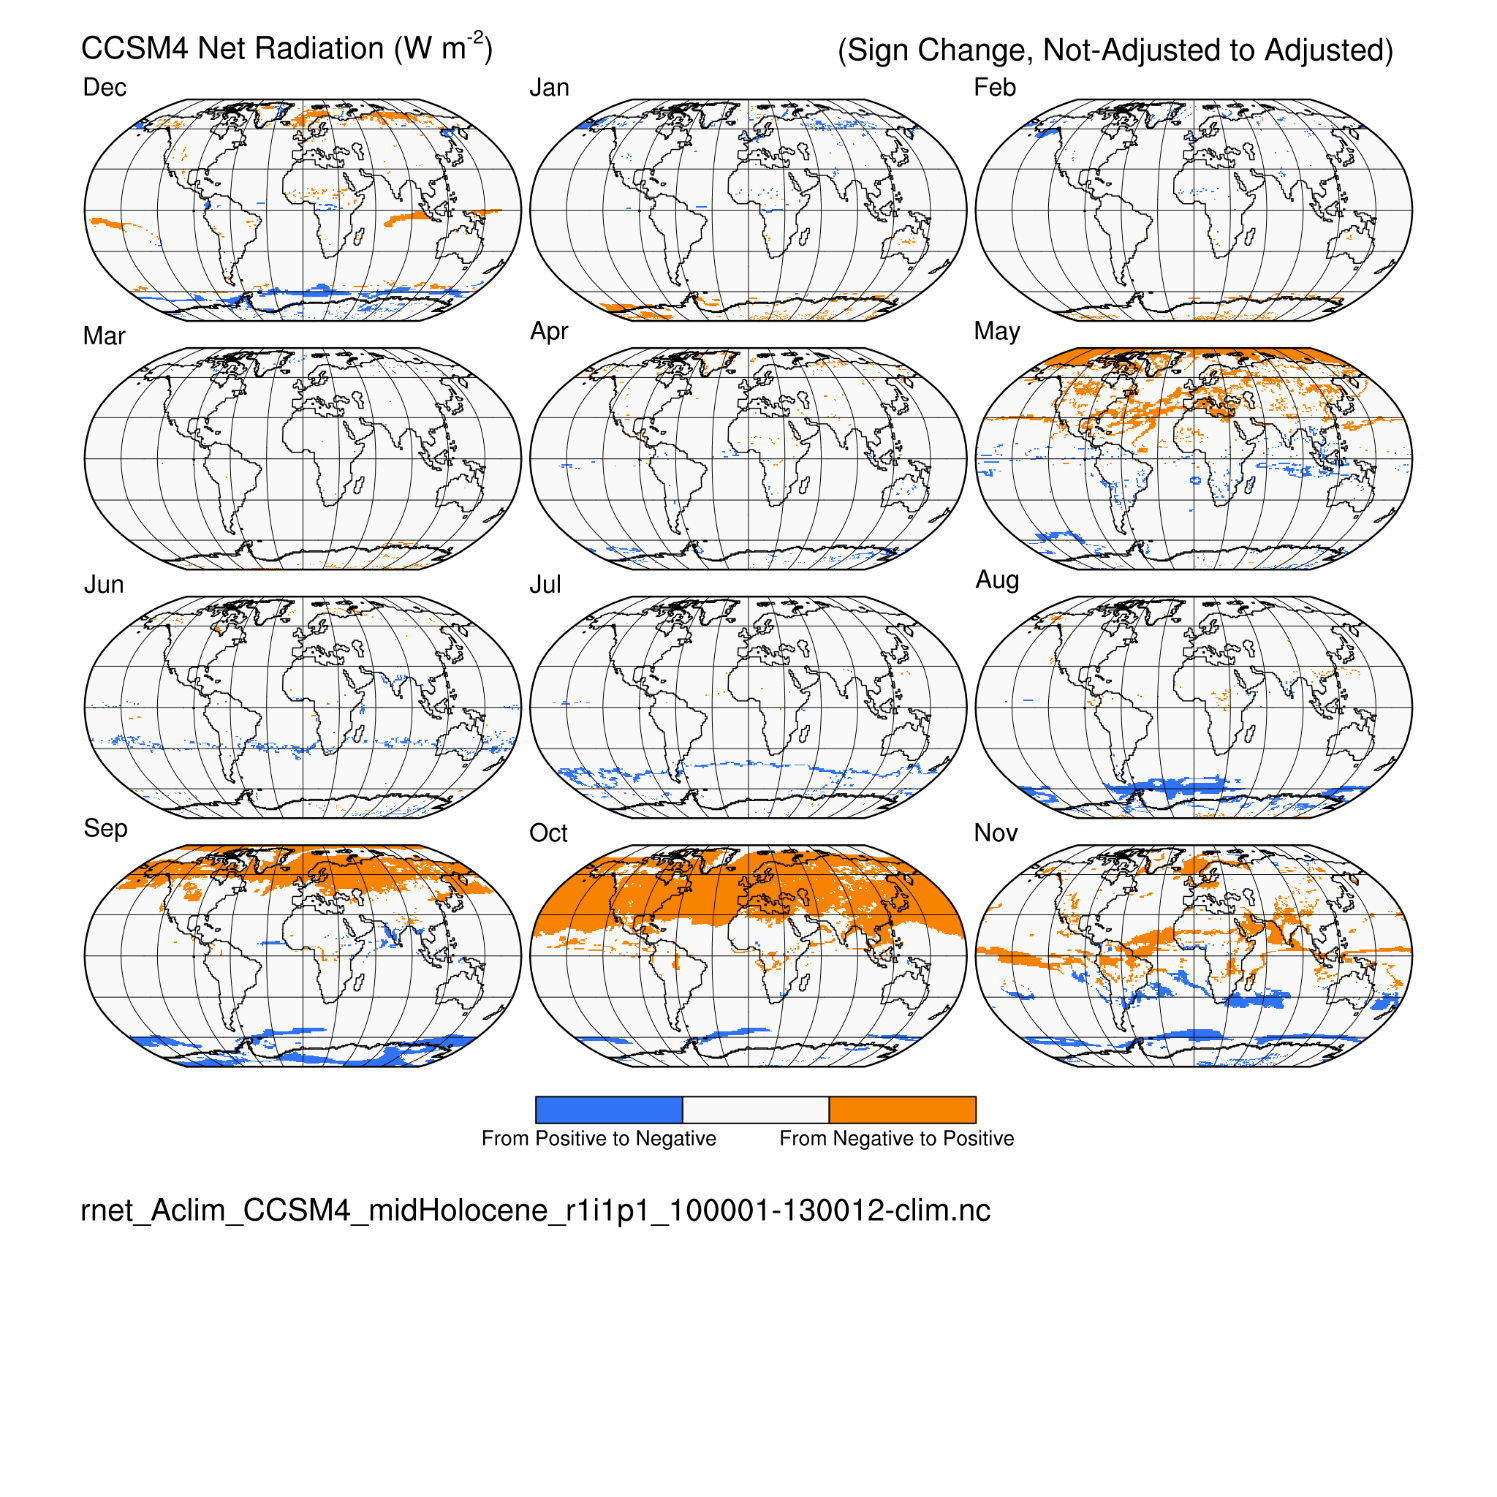 CCSM4 Net Radiation (W m-2)
(Sign Change, Not-Adjusted to Adjusted)
Dec
Jan
Feb
Mar
Apr
May
Jun
Jul
Aug
Sep
Oct
Nov
From Positive to Negative
From Negative to Positive
rnet_Aclim_CCSM4_midHolocene_r1i1p1_100001-130012-clim.nc